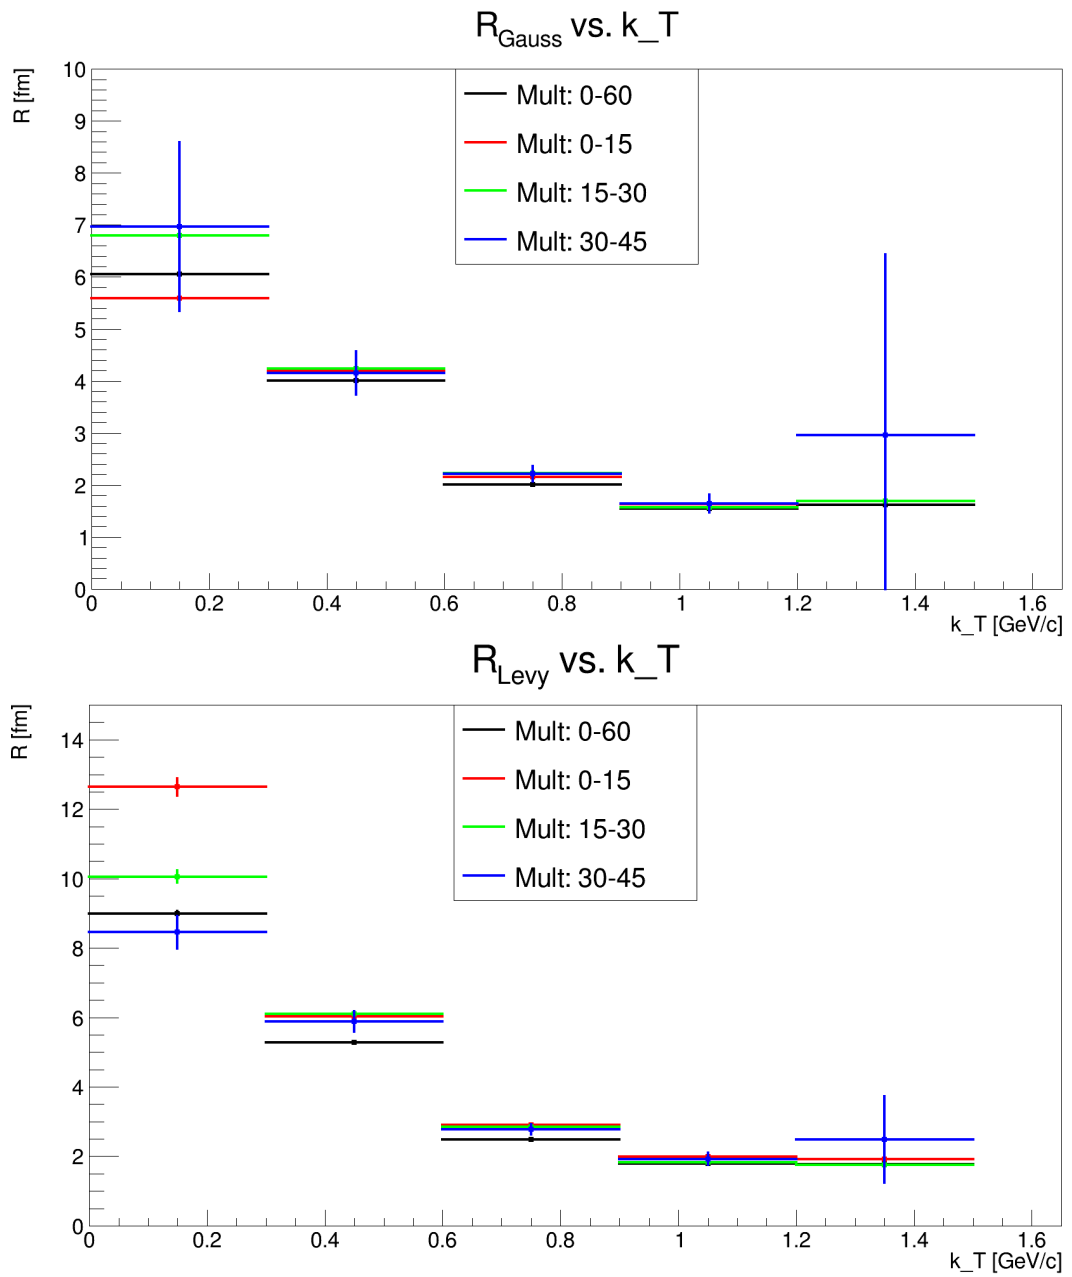 R_Gauss vs. k_T
R [fm]
10
9
8
7
6
5
4
3
2
1
0
Mult: 0-60
Mult: 0-15
Mult: 15-30
Mult: 30-45
0 0.2 0.4 0.6 0.8 1 1.2 1.4 1.6
k_T [GeV/c]
R_Levy vs. k_T
R [fm]
14
12
10
8
6
4
2
0
Mult: 0-60
Mult: 0-15
Mult: 15-30
Mult: 30-45
0 0.2 0.4 0.6 0.8 1 1.2 1.4 1.6
k_T [GeV/c]